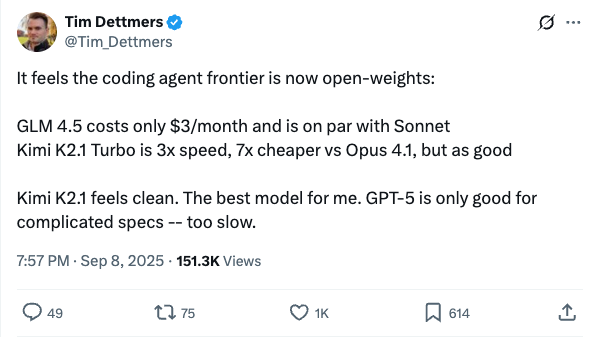 Tim Dettmers
@Tim_Dettmers
It feels the coding agent frontier is now open-weights:
GLM 4.5 costs only $3/month and is on par with Sonnet
Kimi K2.1 Turbo is 3x speed, 7x cheaper vs Opus 4.1, but as good
Kimi K2.1 feels clean. The best model for me. GPT-5 is only good for
complicated specs -- too slow.
7:57 PM · Sep 8, 2025 · 151.3K Views
49 75 1K 614